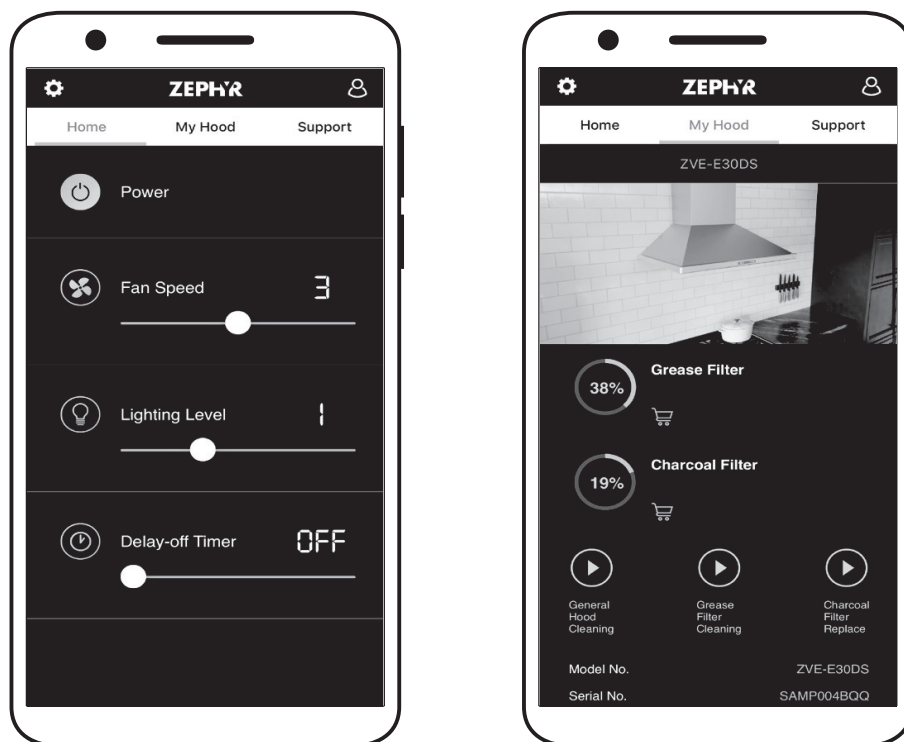 ZEPHYR
Home My Hood Support
Power
Fan Speed 3
Lighting Level 1
Delay-off Timer OFF
ZEPHYR
Home My Hood Support
ZVE-E30DS
38% Grease Filter
19% Charcoal Filter
General Hood Cleaning
Grease Filter Cleaning
Charcoal Filter Replace
Model No. ZVE-E30DS
Serial No. SAMP004BQQ